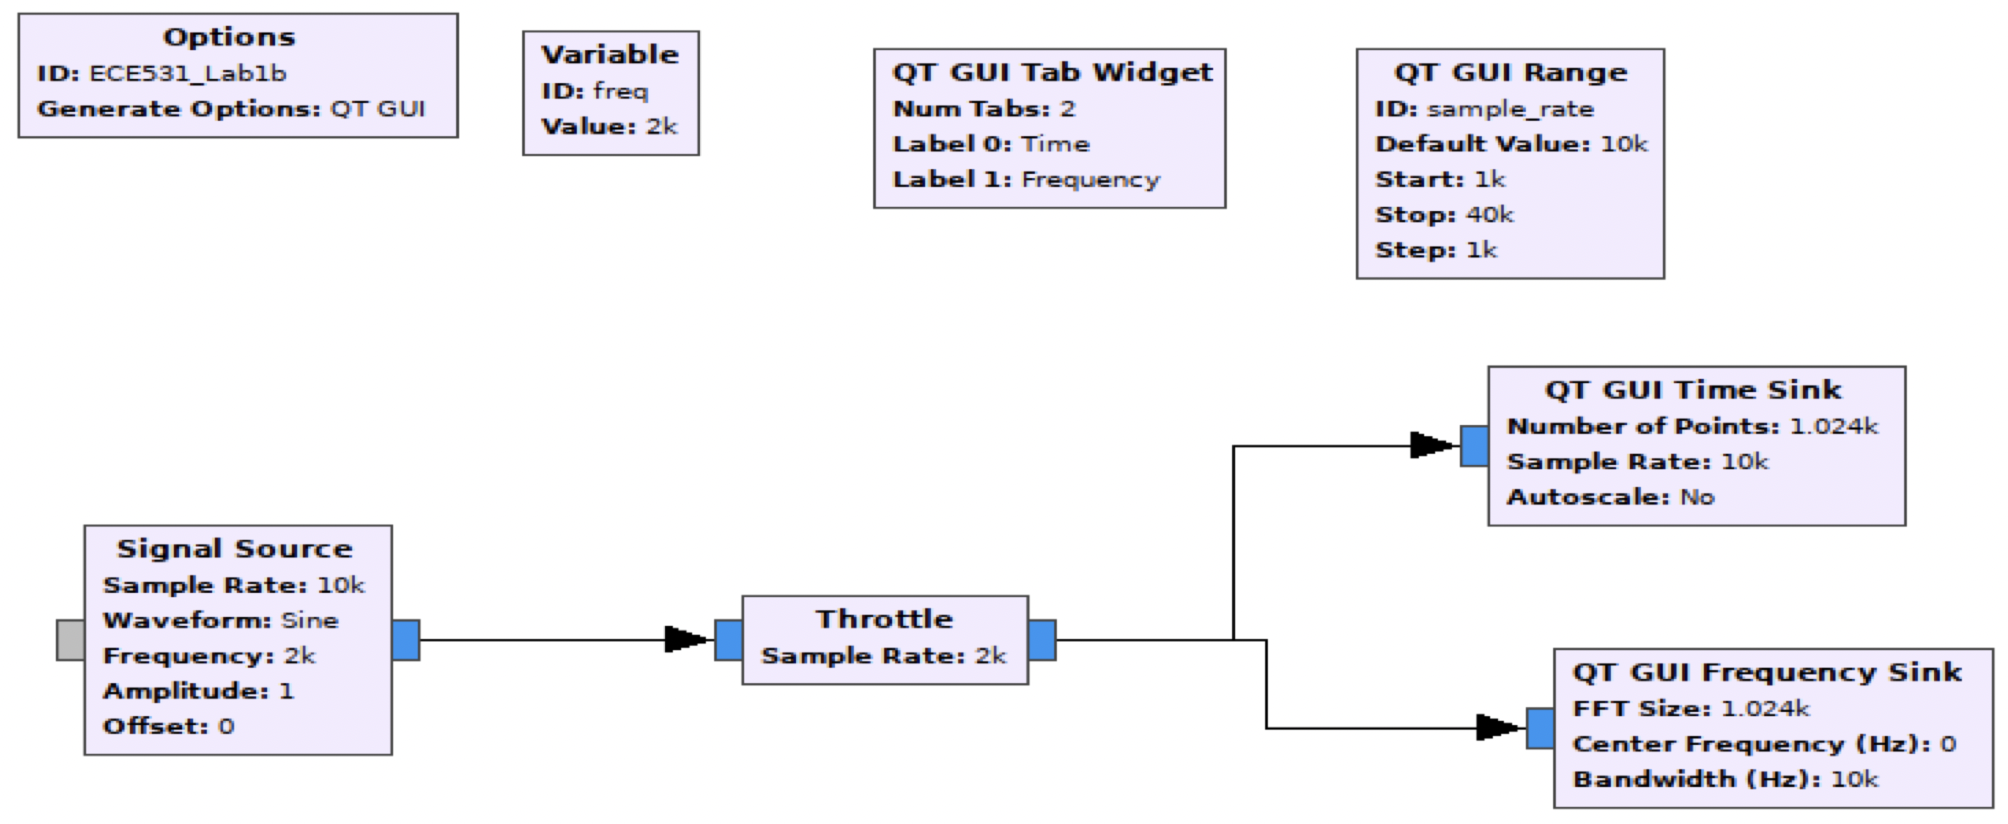 Options
ID: ECE531_Lab1b
Generate Options: QT GUI
Variable
ID: freq
Value: 2k
QT GUI Tab Widget
Num Tabs: 2
Label 0: Time
Label 1: Frequency
QT GUI Range
ID: sample_rate
Default Value: 10k
Start: 1k
Stop: 40k
Step: 1k
Signal Source
Sample Rate: 10k
Waveform: Sine
Frequency: 2k
Amplitude: 1
Offset: 0
Throttle
Sample Rate: 2k
QT GUI Time Sink
Number of Points: 1.024k
Sample Rate: 10k
Autoscale: No
QT GUI Frequency Sink
FFT Size: 1.024k
Center Frequency (Hz): 0
Bandwidth (Hz): 10k